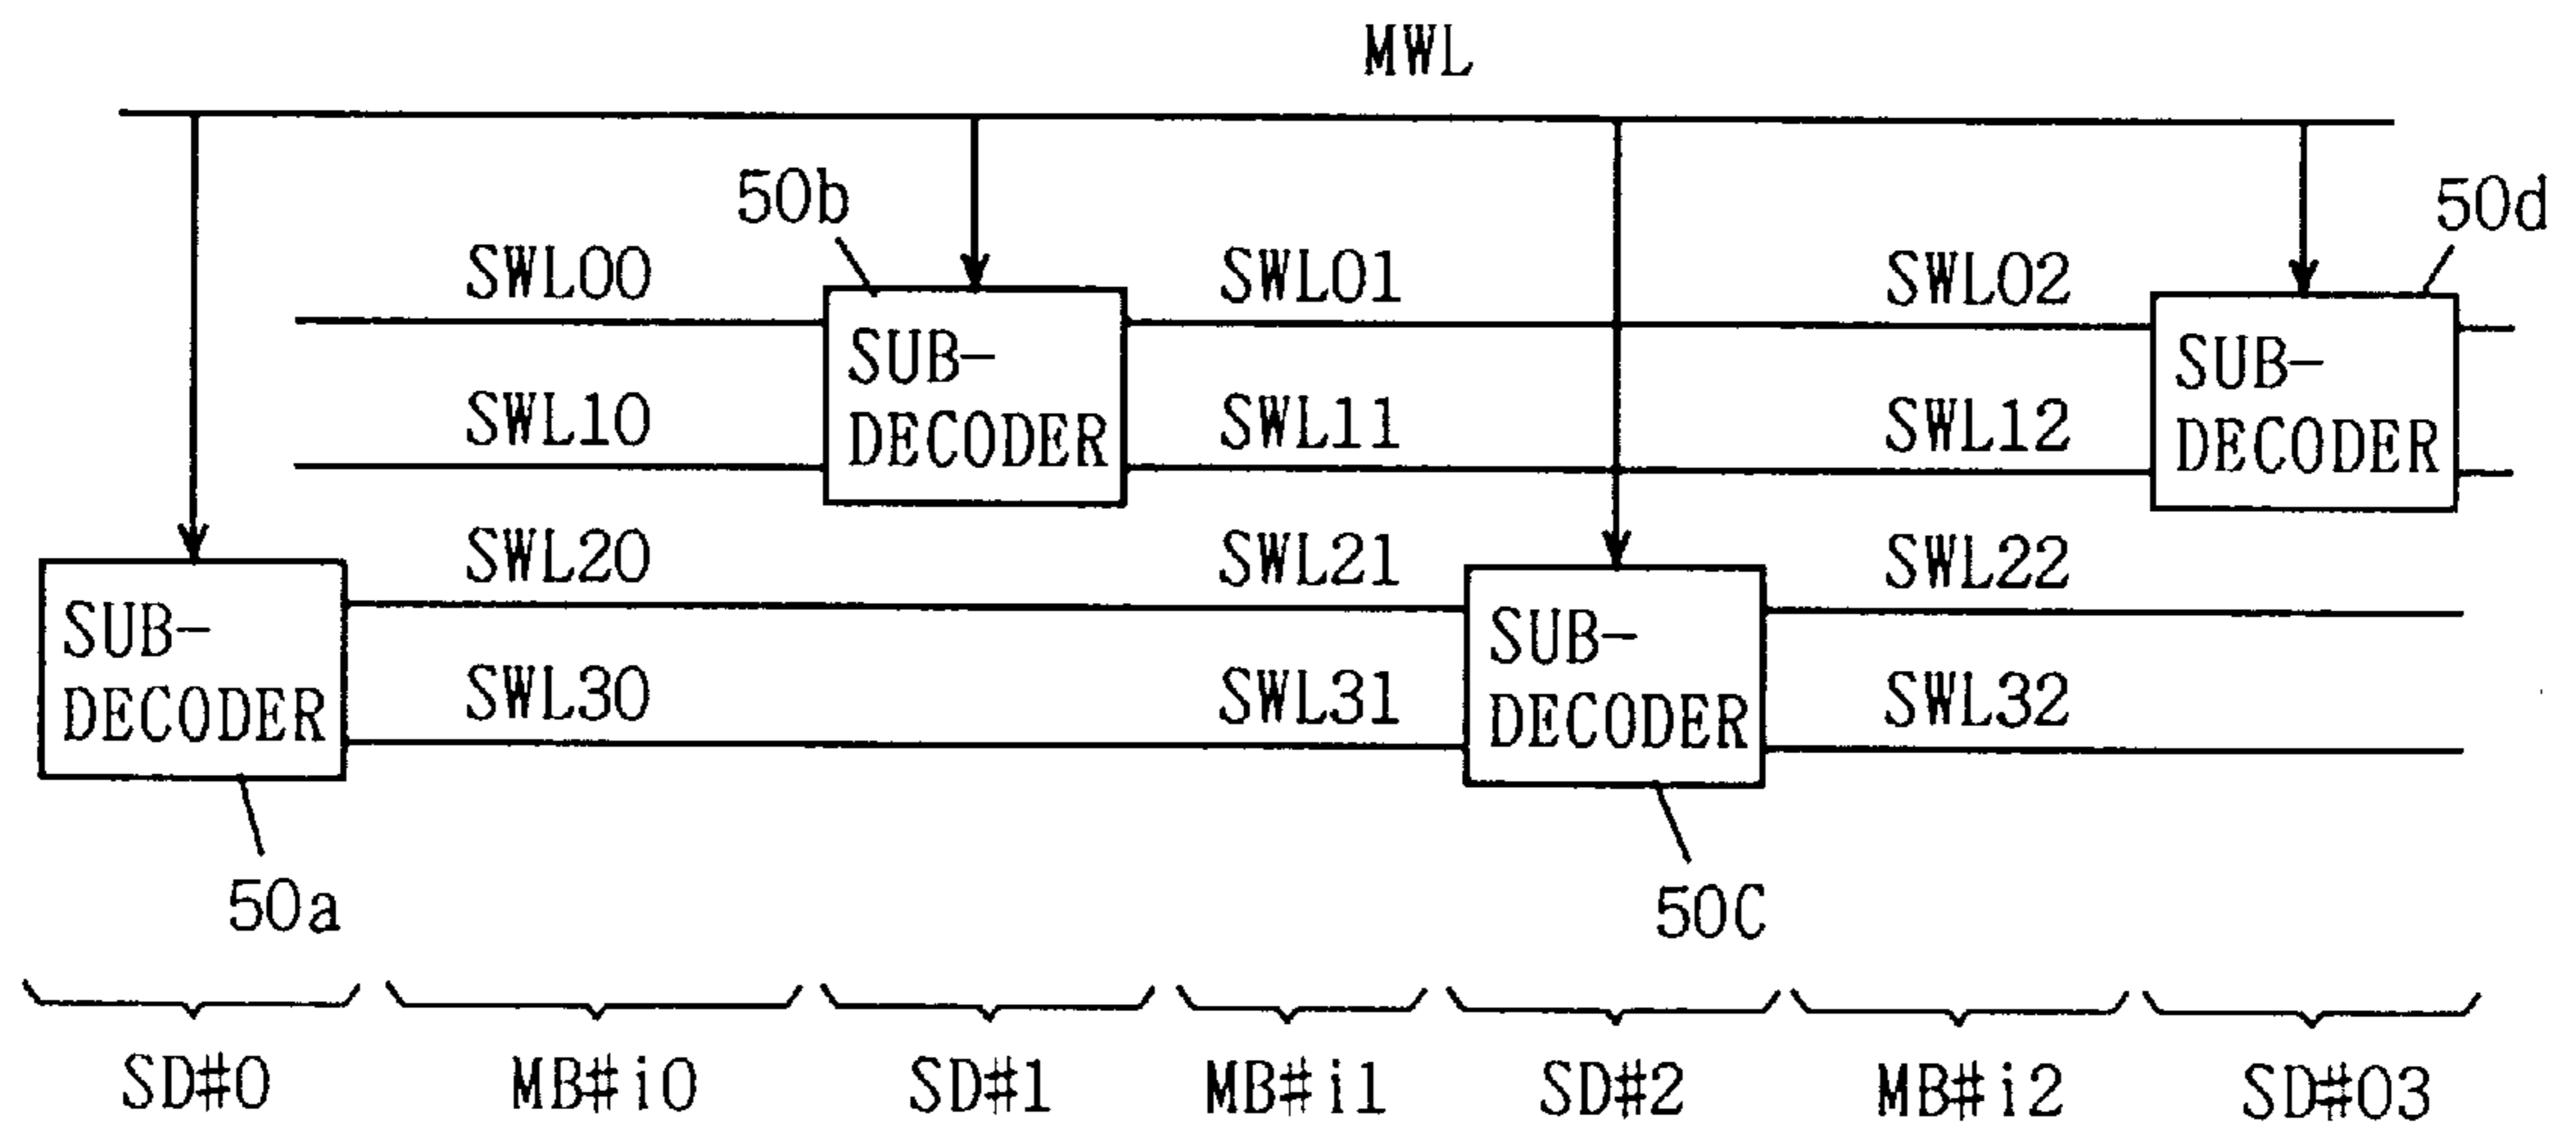 MWL
50b
50d
SWL00
SWL01
SWL02
SUB-
DECODER
SUB-
DECODER
SWL10
SWL11
SWL12
SWL20
SWL21
SWL22
SUB-
DECODER
SUB-
DECODER
SWL30
SWL31
SWL32
50a
50C
SD#0
MB#i0
SD#1
MB#i1
SD#2
MB#i2
SD#03